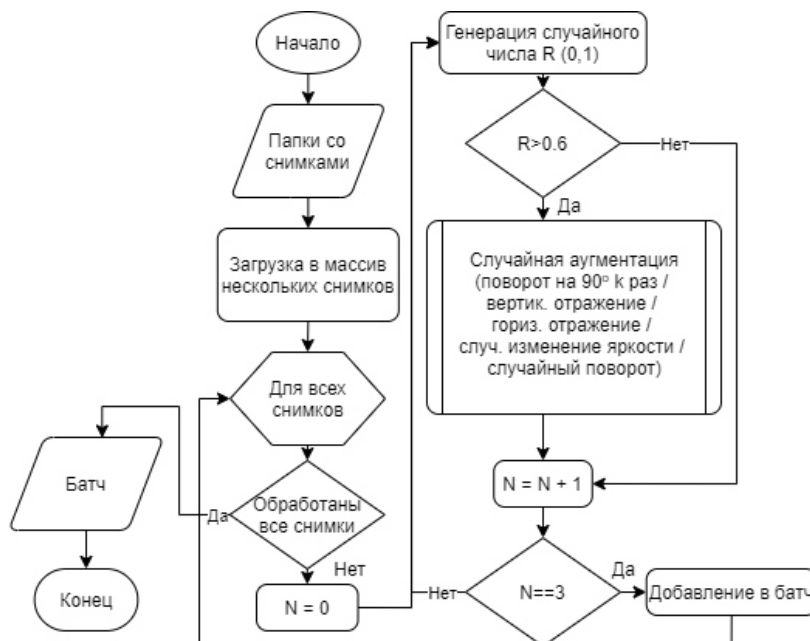 Начало
Папки со
снимками
Загрузка в массив
нескольких снимков
Для всех
снимков
Обработаны
все снимки
Да
Нет
Батч
Конец
N = 0
Генерация случайного
числа R (0,1)
R>0.6
Нет
Да
Случайная аугментация
(поворот на 90º k раз /
вертик. отражение /
гориз. отражение /
случ. изменение яркости /
случайный поворот)
N = N + 1
N==3
Нет
Да
Добавление в батч